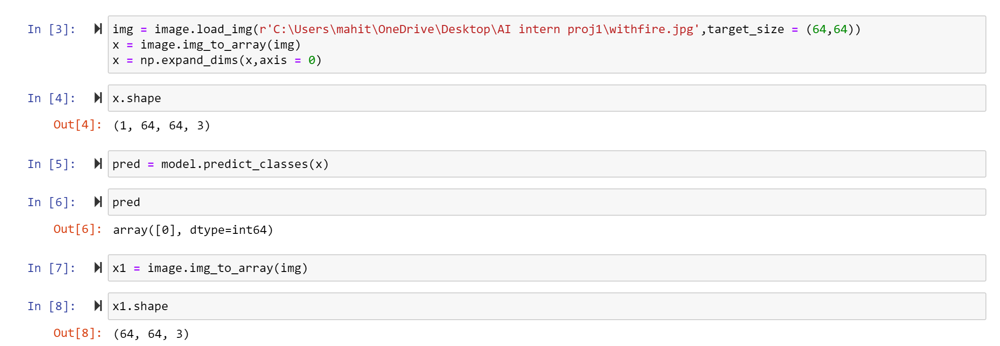 In [3]: img = image.load_img(r'C:\Users\mahit\OneDrive\Desktop\AI intern proj1\withfire.jpg',target_size = (64,64))
x = image.img_to_array(img)
x = np.expand_dims(x,axis = 0)
In [4]: x.shape
Out[4]: (1, 64, 64, 3)
In [5]: pred = model.predict_classes(x)
In [6]: pred
Out[6]: array([0], dtype=int64)
In [7]: x1 = image.img_to_array(img)
In [8]: x1.shape
Out[8]: (64, 64, 3)